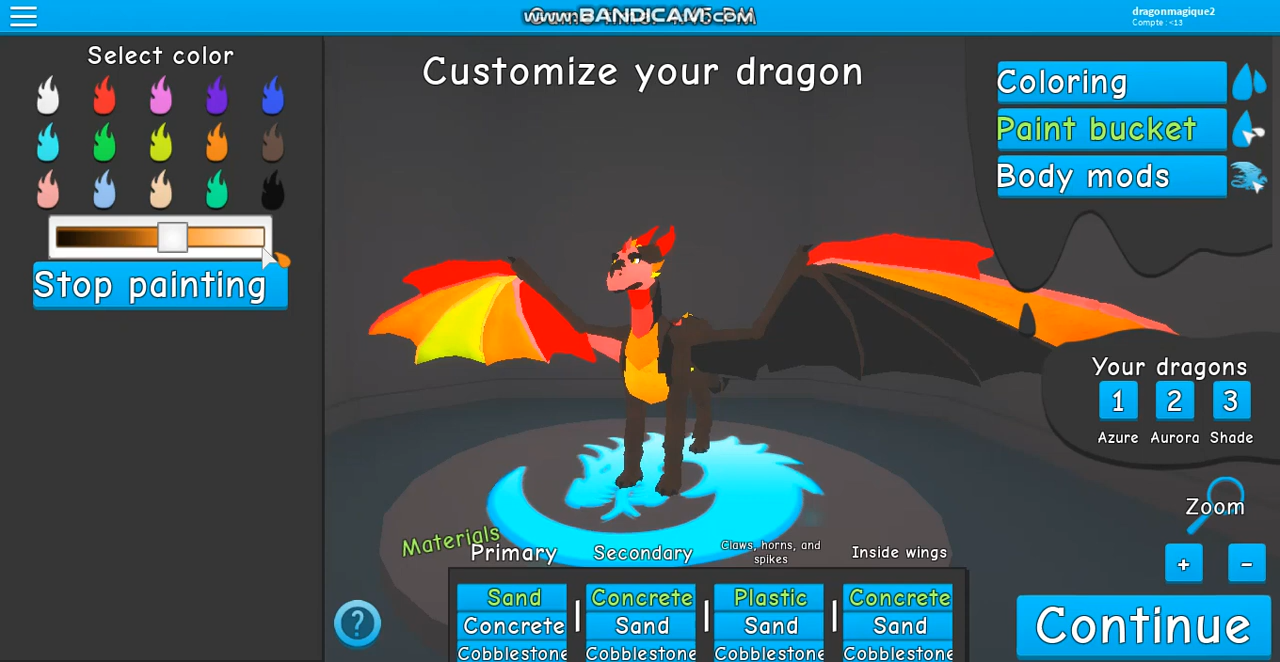 www.BANDICAM.com
dragonmagique2
Compte : <13
Select color
Customize your dragon
Coloring
Paint bucket
Body mods
Stop painting
Your dragons
1 2 3
Azure Aurora Shade
Zoom
+ -
Materials
Primary Secondary Claws, horns, and spikes Inside wings
Sand Concrete Plastic Concrete
Concrete Sand Sand Sand
Cobblestone Cobblestone Cobblestone Cobblestone
?
Continue